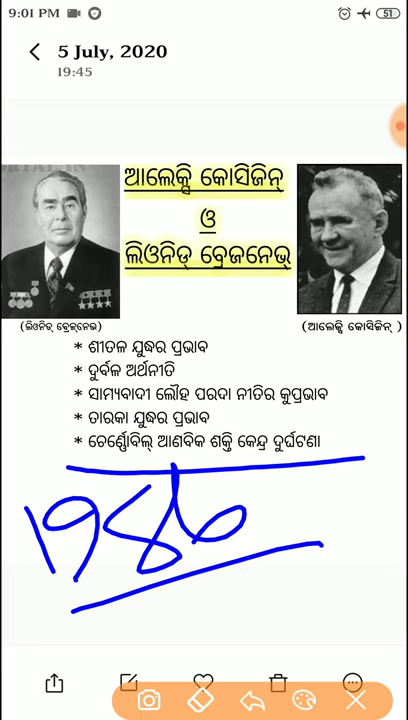 9:01 PM
51
5 July, 2020
19:45
ଆଲେକ୍ସି କୋସିଜିନ୍
ଓ
ଲିଓନିଡ୍ ବ୍ରେଜନେଭ୍
(ଲିଓନିଡ୍ ବ୍ରେଜ୍‌ନେଭ)
(ଆଲେକ୍ସି କୋସିଜିନ୍ )
* ଶୀତଳ ଯୁଦ୍ଧର ପ୍ରଭାବ
* ଦୁର୍ବଳ ଅର୍ଥନୀତି
* ସାମ୍ୟବାଦୀ ଲୌହ ପରଦା ନୀତିର କୁପ୍ରଭାବ
* ତାରକା ଯୁଦ୍ଧର ପ୍ରଭାବ
* ଚେର୍ଣ୍ଣୋବିଲ୍ ଆଣବିକ ଶକ୍ତି କେନ୍ଦ୍ର ଦୁର୍ଘଟଣା
1986